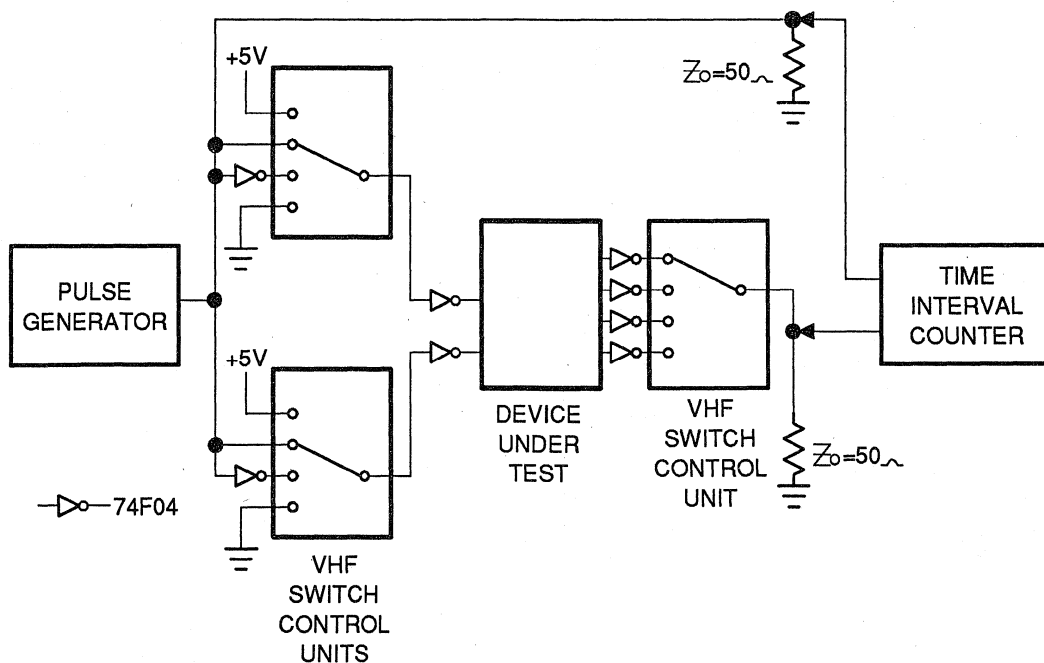 +5V
Zo=50
PULSE
GENERATOR
TIME
INTERVAL
COUNTER
+5V
DEVICE
UNDER
TEST
VHF
SWITCH
CONTROL
UNIT
Zo=50
74F04
VHF
SWITCH
CONTROL
UNITS